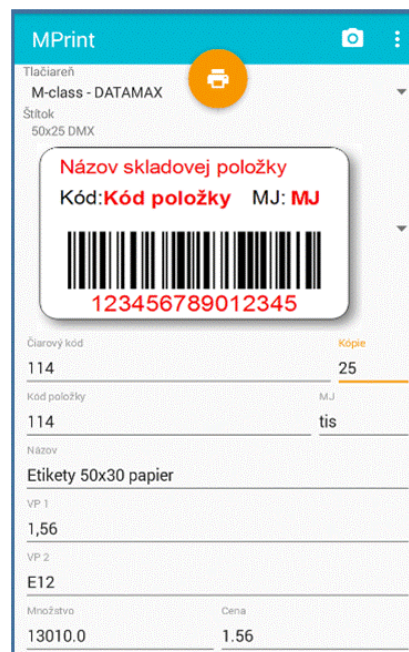 MPrint
Tlačiareň
M-class - DATAMAX
Štítok
50x25 DMX
Názov skladovej položky
Kód:Kód položky MJ: MJ
123456789012345
Čiarový kód Kópie
114 25
Kód položky MJ
114 tis
Názov
Etikety 50x30 papier
VP 1
1,56
VP 2
E12
Množstvo Cena
13010.0 1.56